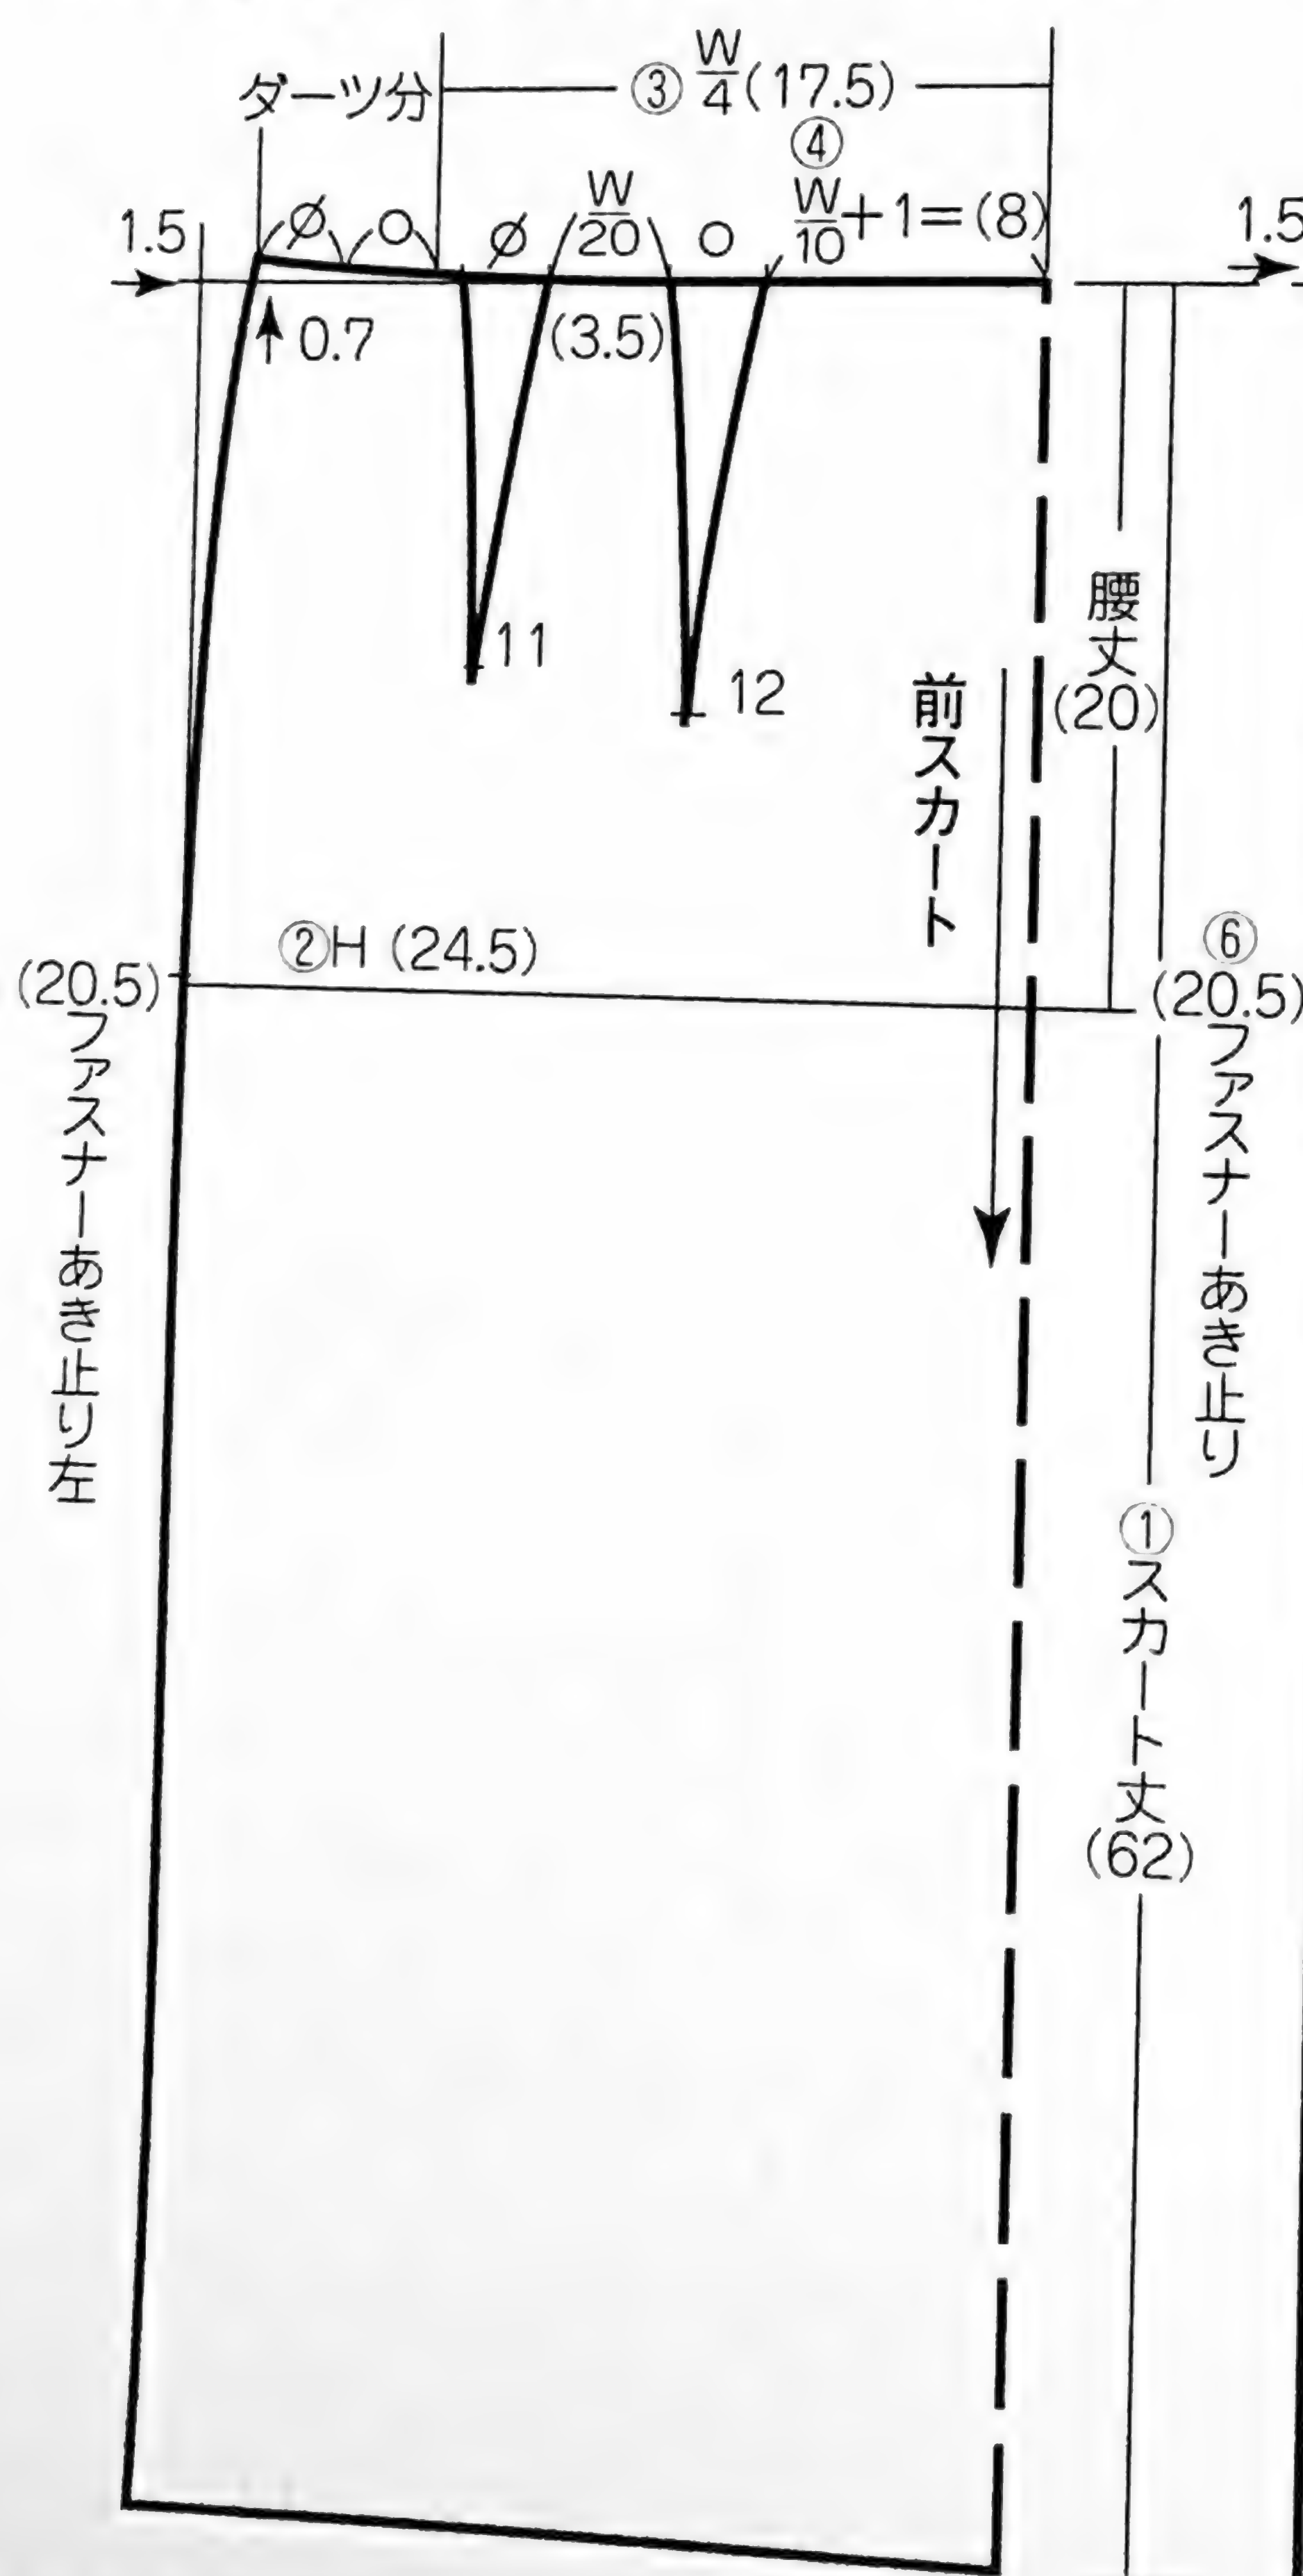 ダーツ分
③W/4(17.5)
④
1.5
∅
○
∅
W/20
○
W/10+1=(8)
1.5
0.7
(3.5)
11
12
腰丈
(20)
前スカート
②H (24.5)
(20.5)
ファスナーあき止り左
⑥
(20.5)
ファスナーあき止り
①スカート丈
(62)